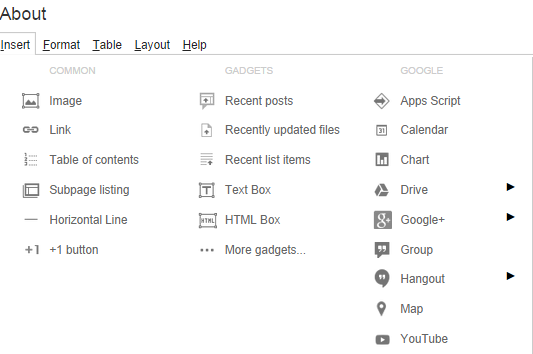 About
Insert Format Table Layout Help
COMMON GADGETS GOOGLE
Image Recent posts Apps Script
Link Recently updated files 31 Calendar
Table of contents Recent list items Chart
Subpage listing Text Box Drive
Horizontal Line HTML HTML Box g+ Google+
+1 +1 button More gadgets... Group
Hangout
Map
YouTube